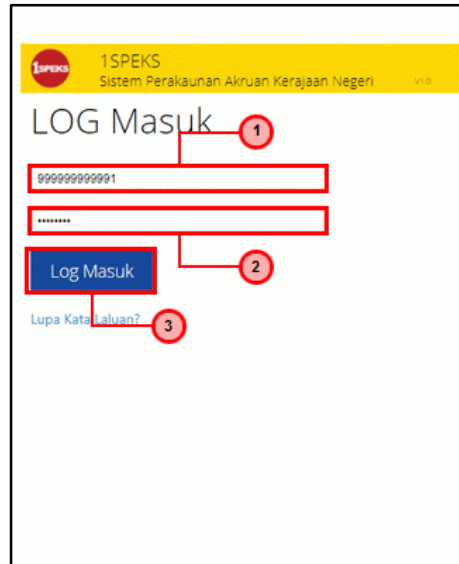 1SPEKS
1SPEKS
Sistem Perakaunan Akruan Kerajaan Negeri v1.0
LOG Masuk
1
999999999991
••••••••
2
Log Masuk
Lupa Kata Laluan?
3